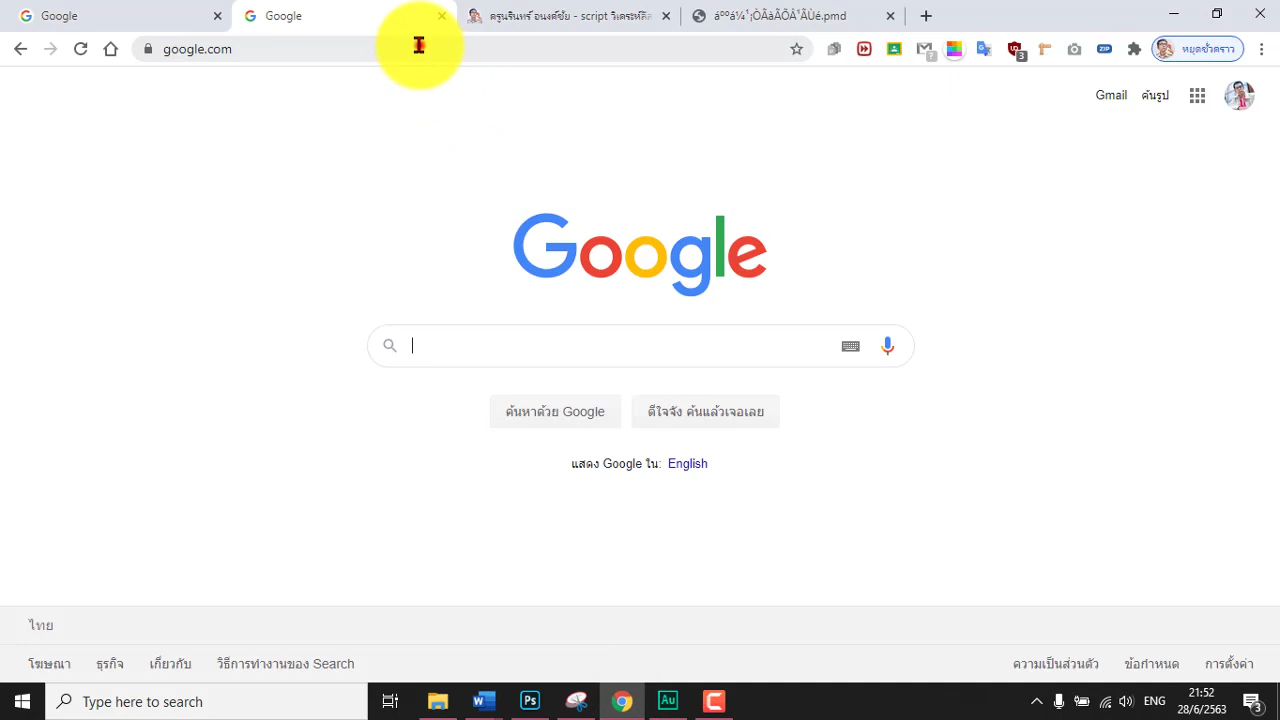 Google
Google
ครูนรินทร์ อนงค์ชัย - script วิเคราะห์
áººá¼¹¡ÒÃàÃÕÂ¹ÃÙé.pmd
google.com
หยุดชั่วคราว
Gmail
ค้นรูป
Google
ค้นหาด้วย Google
ดีใจจัง ค้นแล้วเจอเลย
แสดง Google ใน: English
ไทย
โฆษณา
ธุรกิจ
เกี่ยวกับ
วิธีการทำงานของ Search
ความเป็นส่วนตัว
ข้อกำหนด
การตั้งค่า
Type here to search
ENG
21:52
28/6/2563